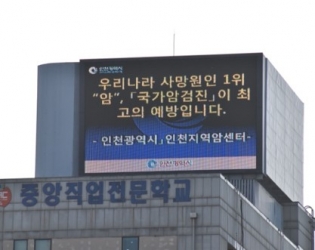 인천광역시
우리나라 사망원인 1위
"암", 「국가암검진」이 최
고의 예방입니다.
- 인천광역시, 인천지역암센터-
인천광역시
중앙직업전문학교